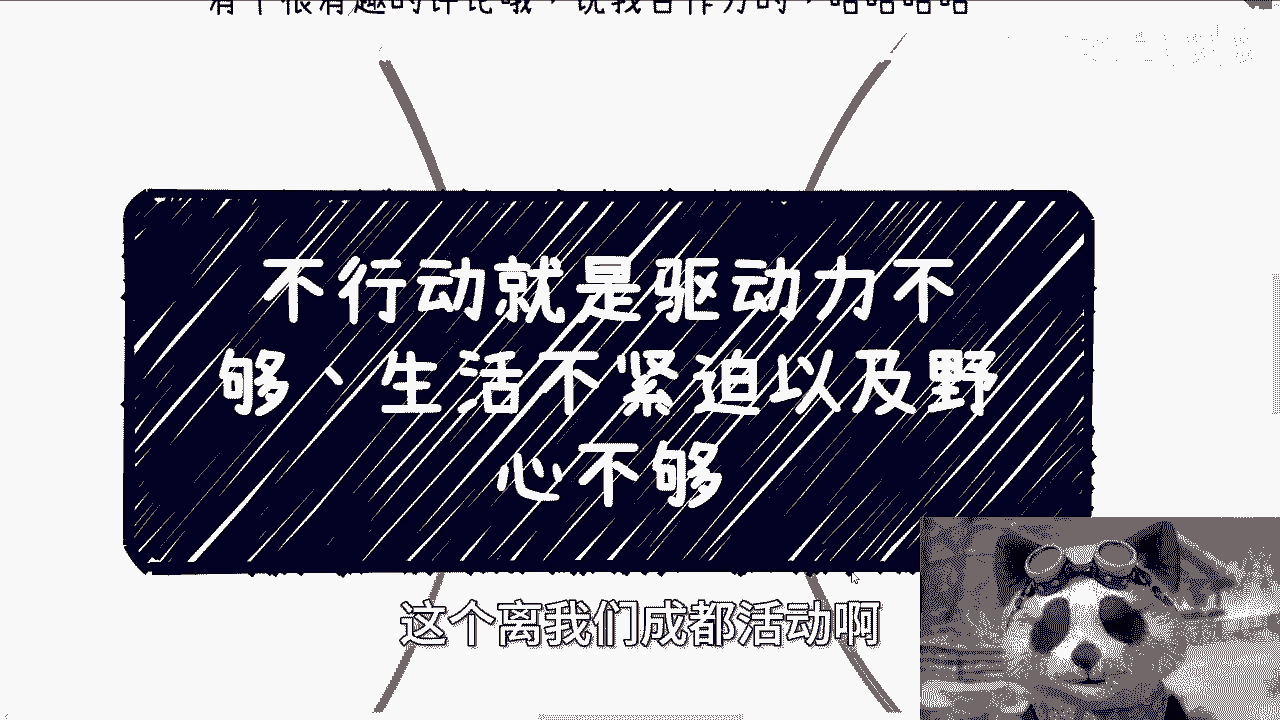 不行动就是驱动力不
够、生活不紧迫以及野
心不够
这个离我们成都活动啊